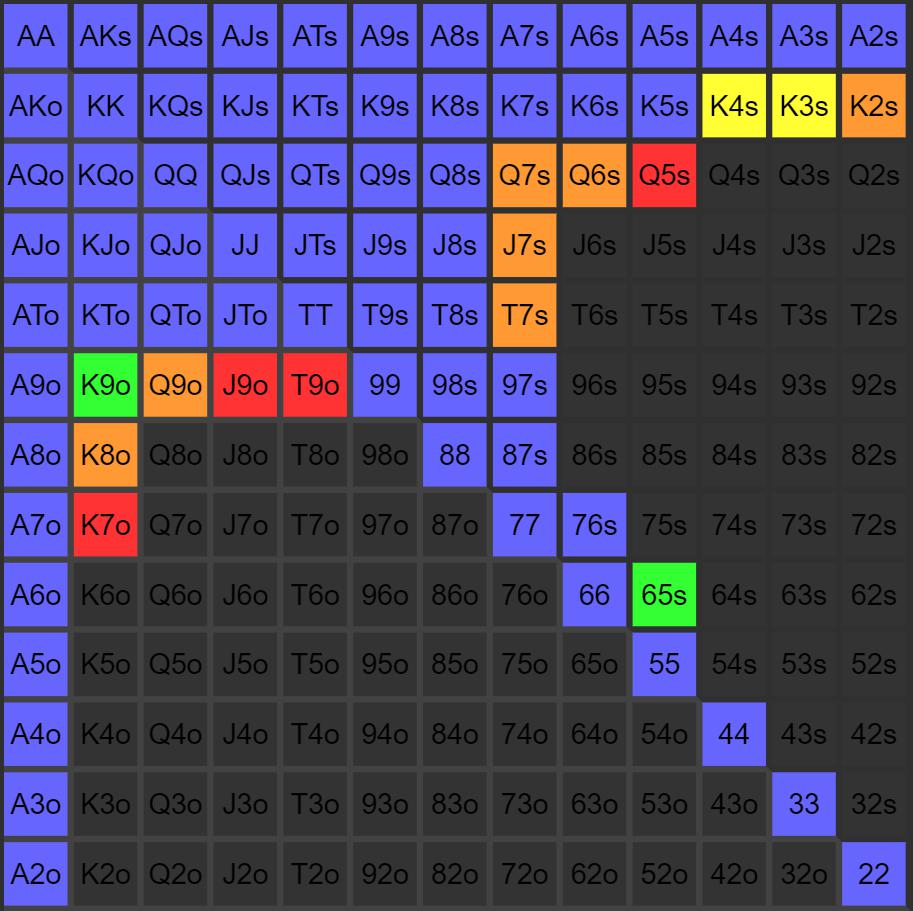 AA AKs AQs AJs ATs A9s A8s A7s A6s A5s A4s A3s A2s
AKo KK KQs KJs KTs K9s K8s K7s K6s K5s K4s K3s K2s
AQo KQo QQ QJs QTs Q9s Q8s Q7s Q6s Q5s Q4s Q3s Q2s
AJo KJo QJo JJ JTs J9s J8s J7s J6s J5s J4s J3s J2s
ATo KTo QTo JTo TT T9s T8s T7s T6s T5s T4s T3s T2s
A9o K9o Q9o J9o T9o 99 98s 97s 96s 95s 94s 93s 92s
A8o K8o Q8o J8o T8o 98o 88 87s 86s 85s 84s 83s 82s
A7o K7o Q7o J7o T7o 97o 87o 77 76s 75s 74s 73s 72s
A6o K6o Q6o J6o T6o 96o 86o 76o 66 65s 64s 63s 62s
A5o K5o Q5o J5o T5o 95o 85o 75o 65o 55 54s 53s 52s
A4o K4o Q4o J4o T4o 94o 84o 74o 64o 54o 44 43s 42s
A3o K3o Q3o J3o T3o 93o 83o 73o 63o 53o 43o 33 32s
A2o K2o Q2o J2o T2o 92o 82o 72o 62o 52o 42o 32o 22